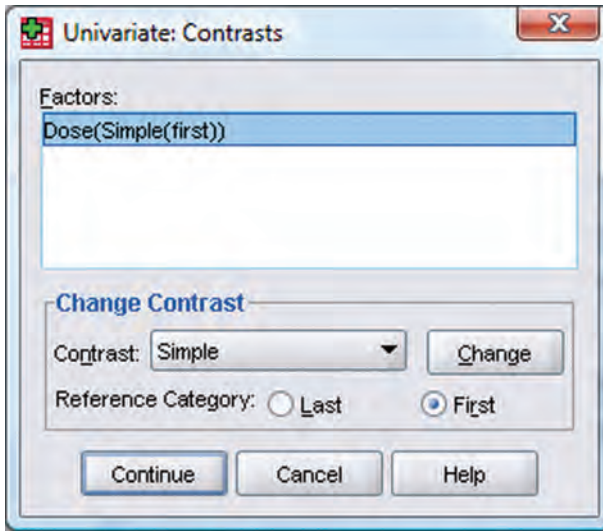 Univariate: Contrasts
Factors:
Dose(Simple(first))
Change Contrast
Contrast: Simple Change
Reference Category: Last First
Continue Cancel Help